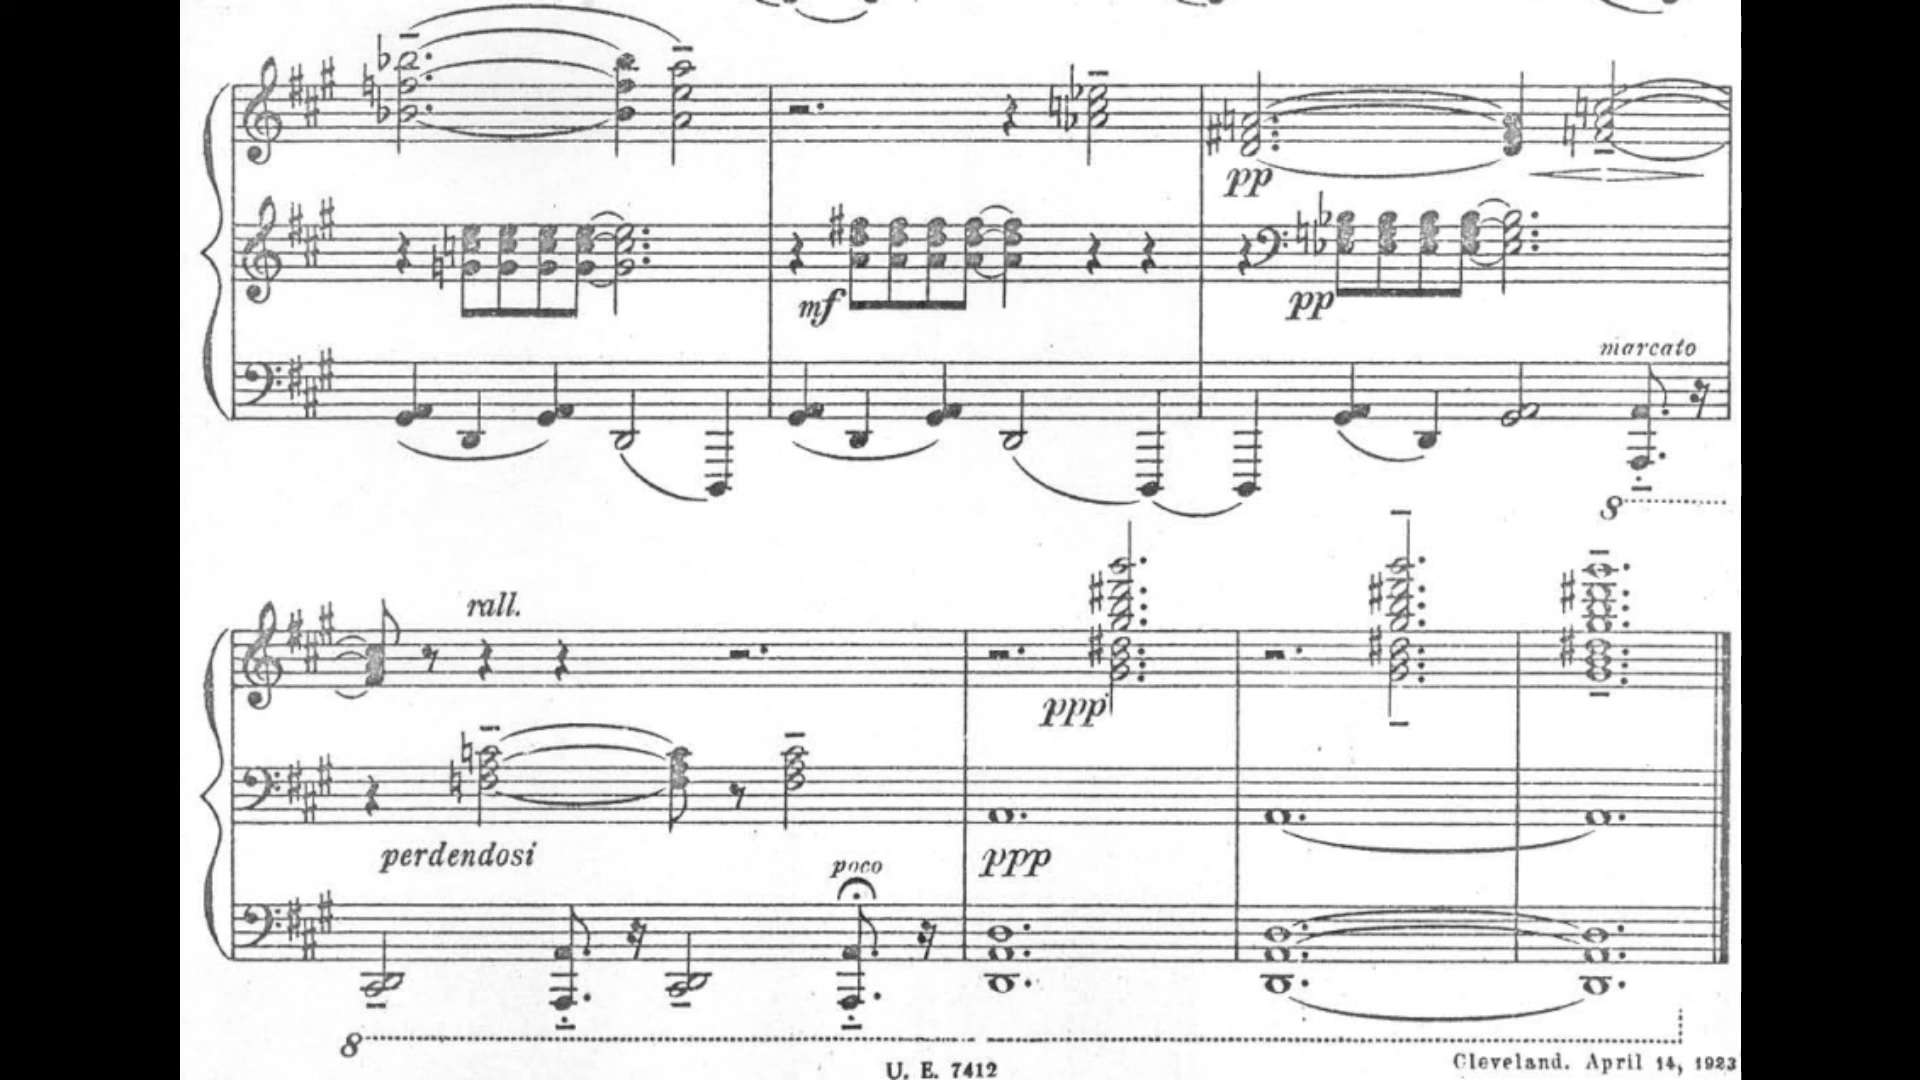 pp
mf
pp
marcato
8
rall.
ppp
perdendosi
poco
ppp
8
U. E. 7412
Cleveland. April 14, 1923